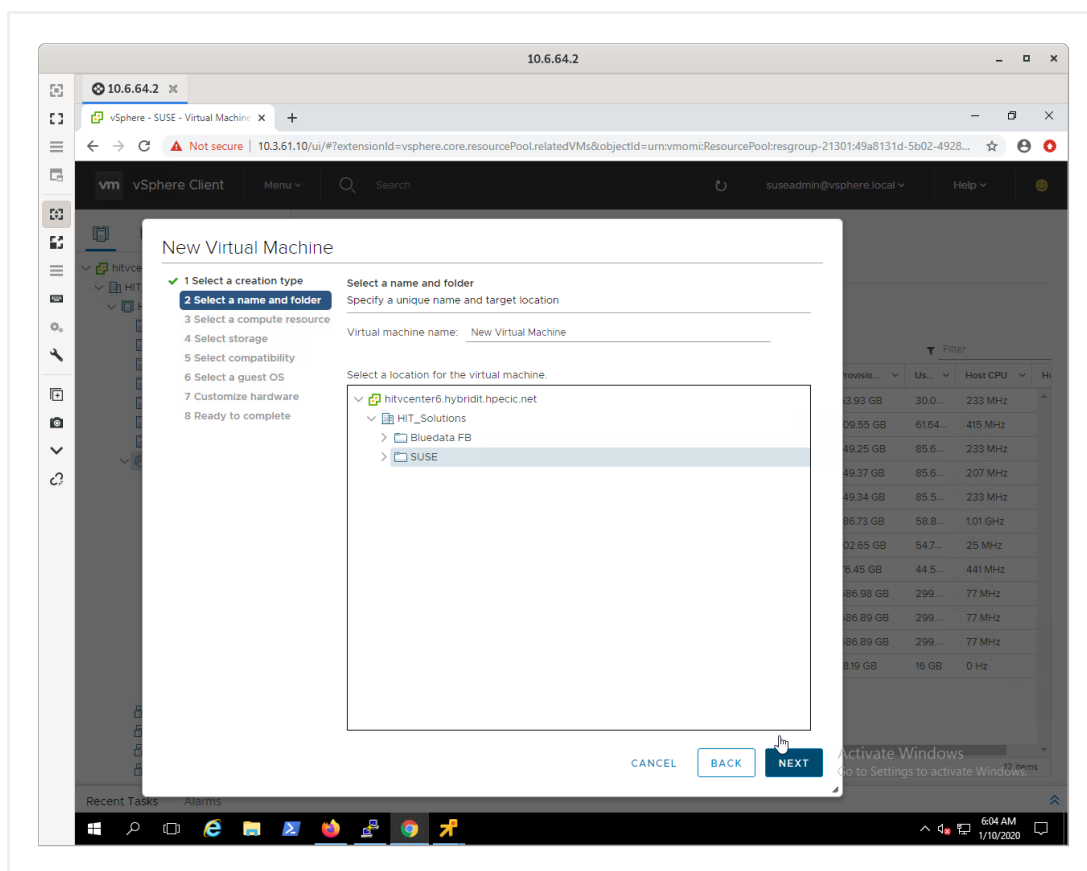 10.6.64.2
10.6.64.2
vSphere - SUSE - Virtual Machine
Not secure | 10.3.61.10/ui/#?extensionId=vsphere.core.resourcePool.relatedVMs&objectId=urn:vmomi:ResourcePool:resgroup-21301:49a8131d-5b02-4928...
vm vSphere Client Menu Search suseadmin@vsphere.local Help
New Virtual Machine
hitvce
HIT
1 Select a creation type
2 Select a name and folder
3 Select a compute resource
4 Select storage
5 Select compatibility
6 Select a guest OS
7 Customize hardware
8 Ready to complete
Select a name and folder
Specify a unique name and target location
Virtual machine name: New Virtual Machine
Select a location for the virtual machine.
hitvcenter6.hybridit.hpecic.net
HIT_Solutions
Bluedata FB
SUSE
Filter
Us... Host CPU
3.93 GB 30.0... 233 MHz
09.55 GB 61.64... 415 MHz
49.25 GB 85.6... 233 MHz
49.37 GB 85.6... 207 MHz
49.34 GB 85.5... 233 MHz
86.73 GB 58.8... 1.01 GHz
02.65 GB 54.7... 25 MHz
6.45 GB 44.5... 441 MHz
86.98 GB 299... 77 MHz
86.89 GB 299... 77 MHz
86.89 GB 299... 77 MHz
8.19 GB 16 GB 0 Hz
CANCEL BACK NEXT
Activate Windows
Go to Settings to activate Windows.
12 items
Recent Tasks Alarms
6:04 AM
1/10/2020